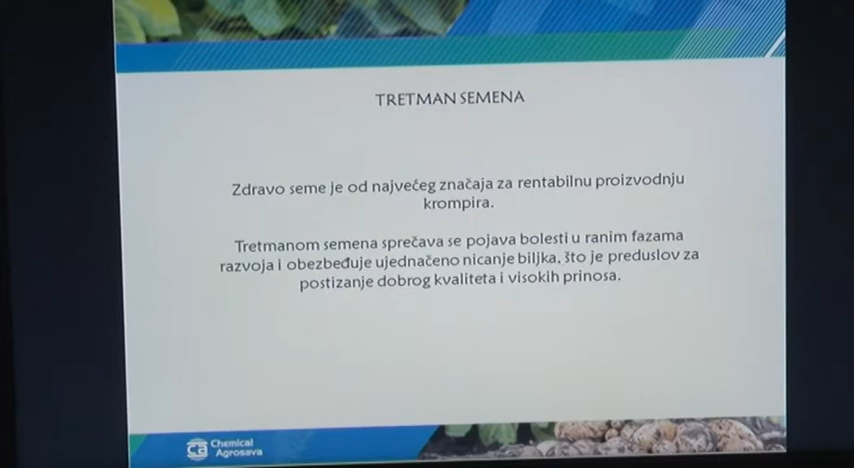 TRETMAN SEMENA
Zdravo seme je od najvećeg značaja za rentabilnu proizvodnju
krompira.
Tretmanom semena sprečava se pojava bolesti u ranim fazama
razvoja i obezbeđuje ujednačeno nicanje biljka, što je preduslov za
postizanje dobrog kvaliteta i visokih prinosa.
ca Chemical
Agrosava